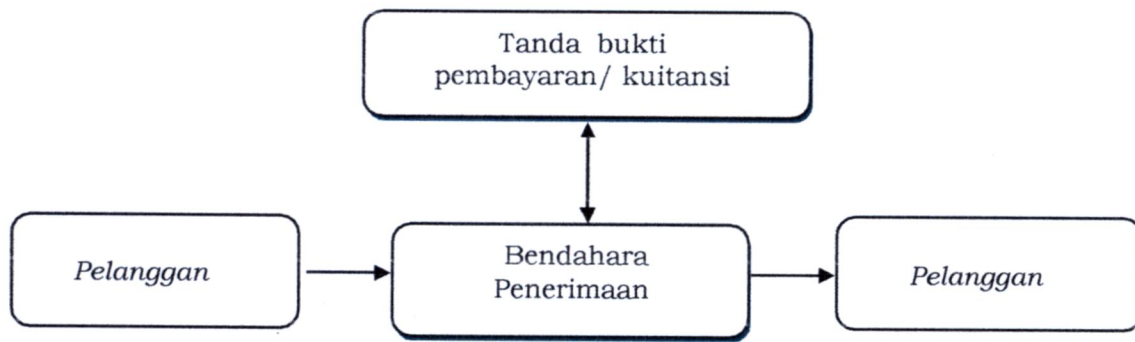 Tanda bukti
pembayaran/ kuitansi
Pelanggan
Bendahara
Penerimaan
Pelanggan